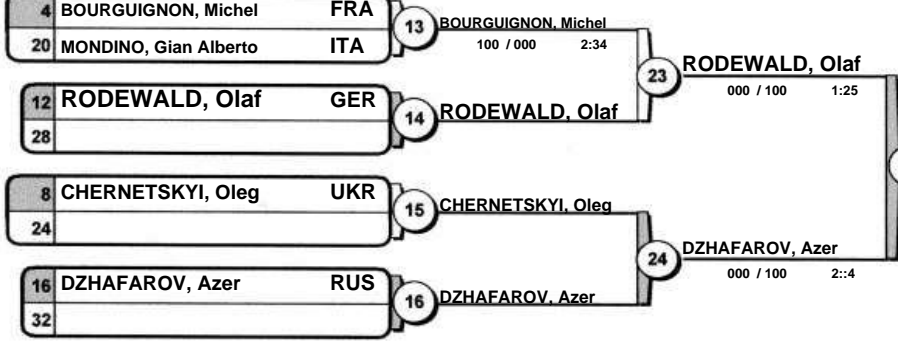 4 BOURGUIGNON, Michel FRA
20 MONDINO, Gian Alberto ITA
13
BOURGUIGNON, Michel
100 / 000 2:34
12 RODEWALD, Olaf GER
28
14
RODEWALD, Olaf
23
RODEWALD, Olaf
000 / 100 1:25
8 CHERNETSKYI, Oleg UKR
24
15
CHERNETSKYI, Oleg
16 DZHAFAROV, Azer RUS
32
16
DZHAFAROV, Azer
24
DZHAFAROV, Azer
000 / 100 2::4